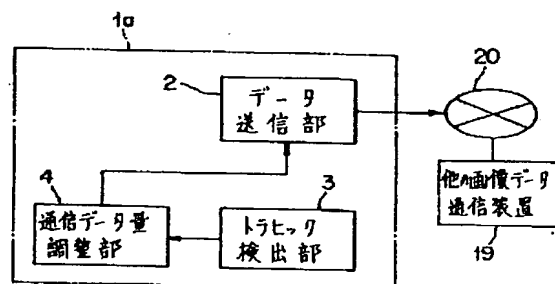 1a
2
データ
送信部
20
4
通信データ量
調整部
3
トラヒック
検出部
他の画像データ
通信装置
19